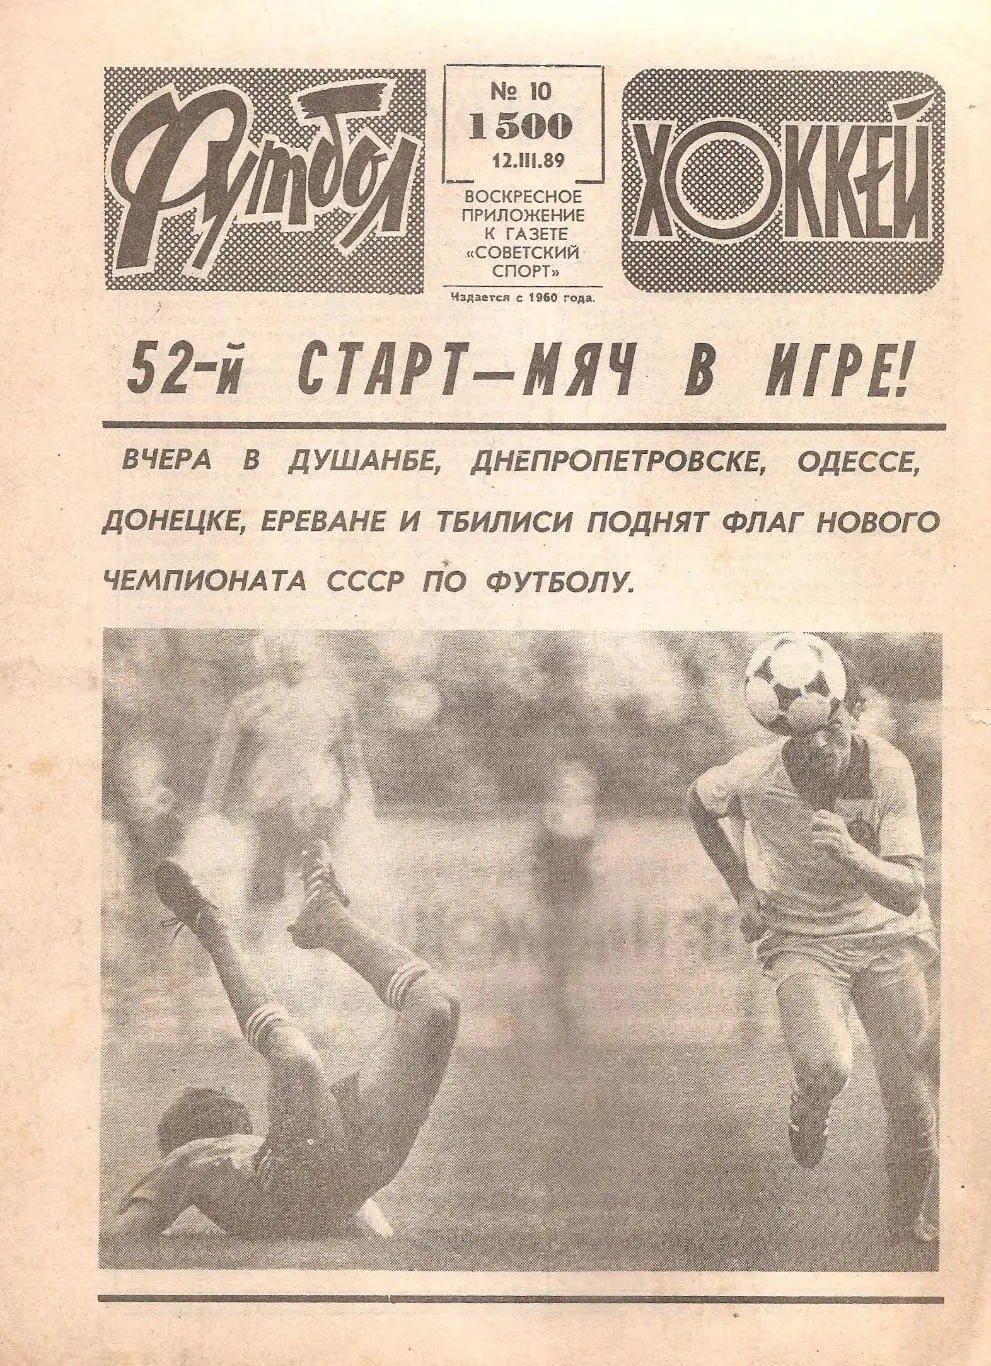 Футбол
№ 10
1500
12.III.89
ВОСКРЕСНОЕ
ПРИЛОЖЕНИЕ
К ГАЗЕТЕ
«СОВЕТСКИЙ
СПОРТ»
Издается с 1960 года.
ХОККЕЙ
52-й СТАРТ—МЯЧ В ИГРЕ!
ВЧЕРА В ДУШАНБЕ, ДНЕПРОПЕТРОВСКЕ, ОДЕССЕ,
ДОНЕЦКЕ, ЕРЕВАНЕ И ТБИЛИСИ ПОДНЯТ ФЛАГ НОВОГО
ЧЕМПИОНАТА СССР ПО ФУТБОЛУ.